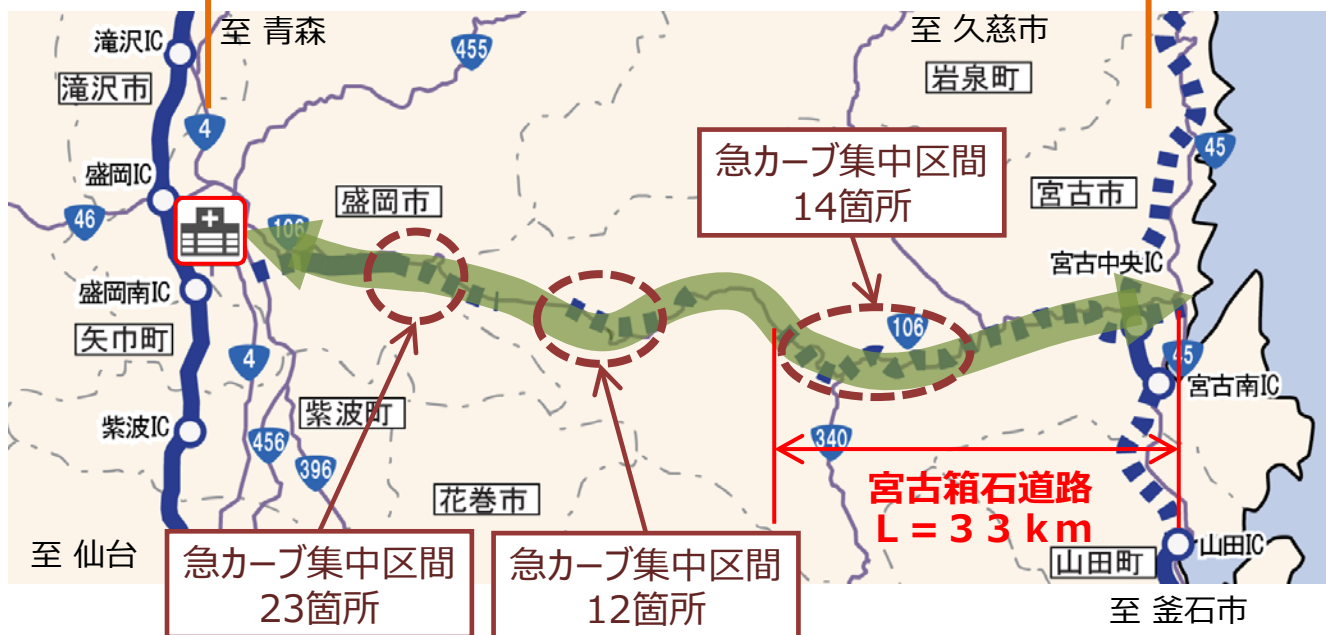 至 青森
至 久慈市
滝沢IC
455
岩泉町
滝沢市
4
45
急カーブ集中区間
14箇所
盛岡IC
盛岡市
宮古市
46
106
宮古中央IC
盛岡南IC
106
矢巾町
4
45
宮古南IC
紫波IC
紫波町
456
396
340
宮古箱石道路
L=33km
花巻市
至 仙台
急カーブ集中区間
23箇所
急カーブ集中区間
12箇所
山田町
山田IC
至 釜石市